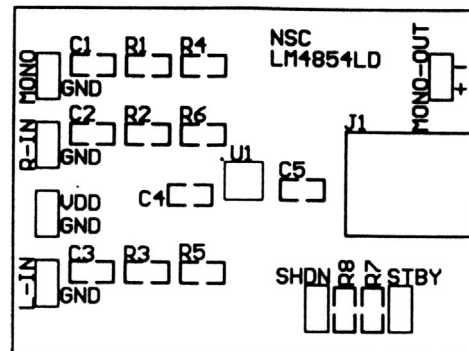 C1 R1 R4
NSC
LM4854LD
MONO
GND
MONO-OUT
-
+
C2 R2 R6
R-IN
GND
J1
U1
VDD
GND
C4
C5
C3 R3 R5
L-IN
GND
SHDN
R8
R7
STBY